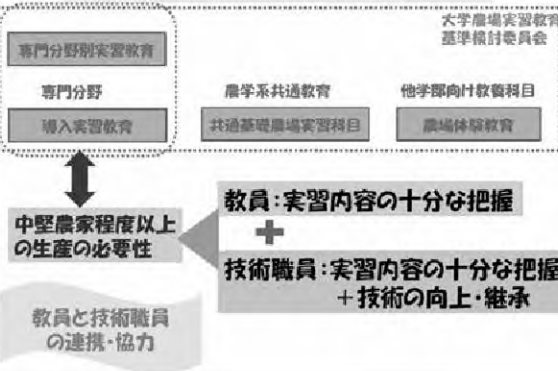 大学農場実習教育
基準検討委員会
専門分野別実習教育
専門分野
農学系共通教育
他学部向け教養科目
導入実習教育
共通基礎農場実習科目
農場体験教育
中堅農家程度以上
の生産の必要性
教員:実習内容の十分な把握
+
技術職員:実習内容の十分な把握
+技術の向上・継承
教員と技術職員
の連携・協力